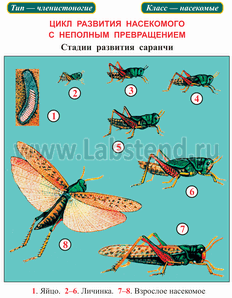 Тип — членистоногие
Класс — насекомые
ЦИКЛ РАЗВИТИЯ НАСЕКОМОГО
С НЕПОЛНЫМ ПРЕВРАЩЕНИЕМ
Стадии развития саранчи
1
2
3
4
5
www.Labstend.ru
6
7
8
1. Яйцо. 2–6. Личинка. 7–8. Взрослое насекомое